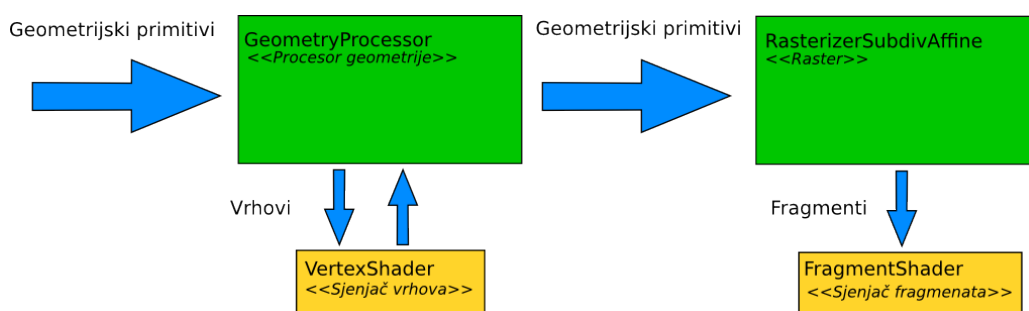 Geometrijski primitivi
GeometryProcessor
<<Procesor geometrije>>
Geometrijski primitivi
RasterizerSubdivAffine
<<Raster>>
Vrhovi
Fragmenti
VertexShader
<<Sjenjač vrhova>>
FragmentShader
<<Sjenjač fragmenata>>